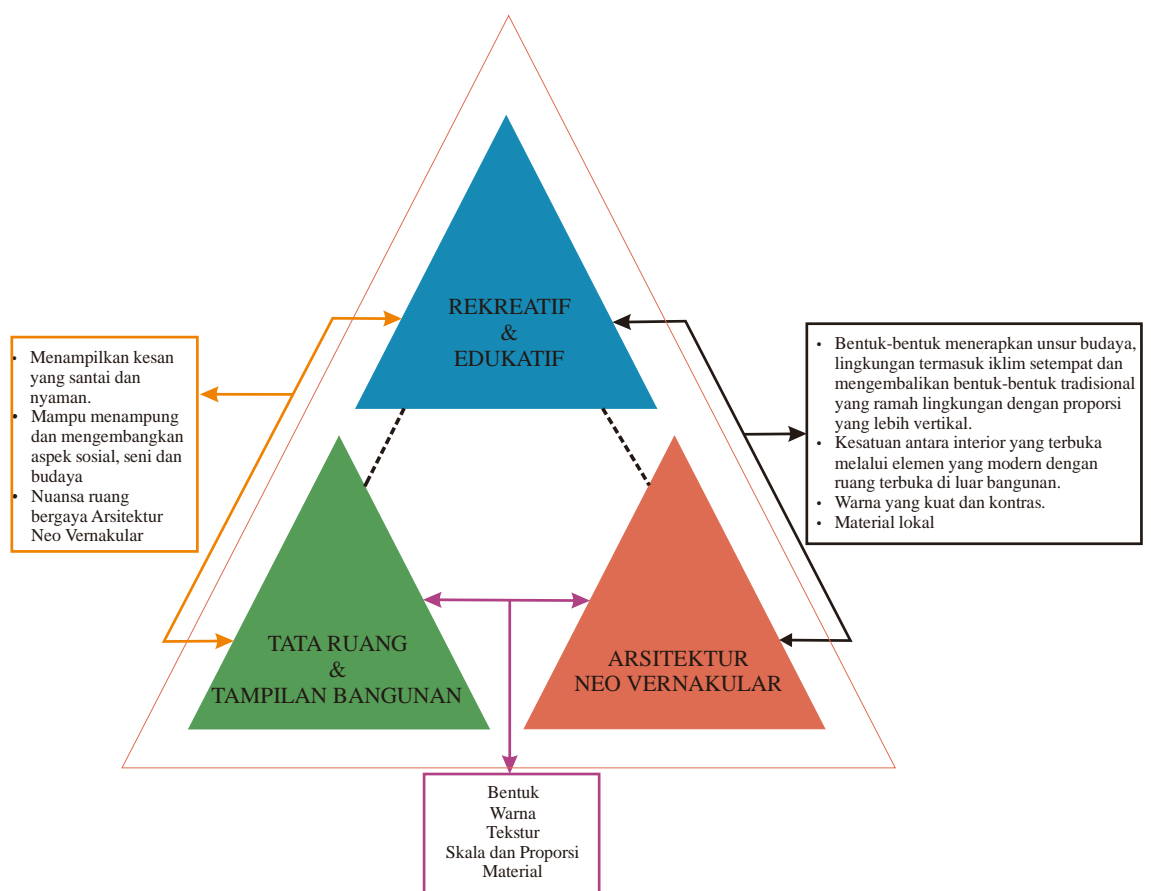 REKREATIF
&
EDUKATIF
• Menampilkan kesan
yang santai dan
nyaman.
• Mampu menampung
dan mengembangkan
aspek sosial, seni dan
budaya
• Nuansa ruang
bergaya Arsitektur
Neo Vernakular
• Bentuk-bentuk menerapkan unsur budaya,
lingkungan termasuk iklim setempat dan
mengembalikan bentuk-bentuk tradisional
yang ramah lingkungan dengan proporsi
yang lebih vertikal.
• Kesatuan antara interior yang terbuka
melalui elemen yang modern dengan
ruang terbuka di luar bangunan.
• Warna yang kuat dan kontras.
• Material lokal
TATA RUANG
&
TAMPILAN BANGUNAN
ARSITEKTUR
NEO VERNAKULAR
Bentuk
Warna
Tekstur
Skala dan Proporsi
Material